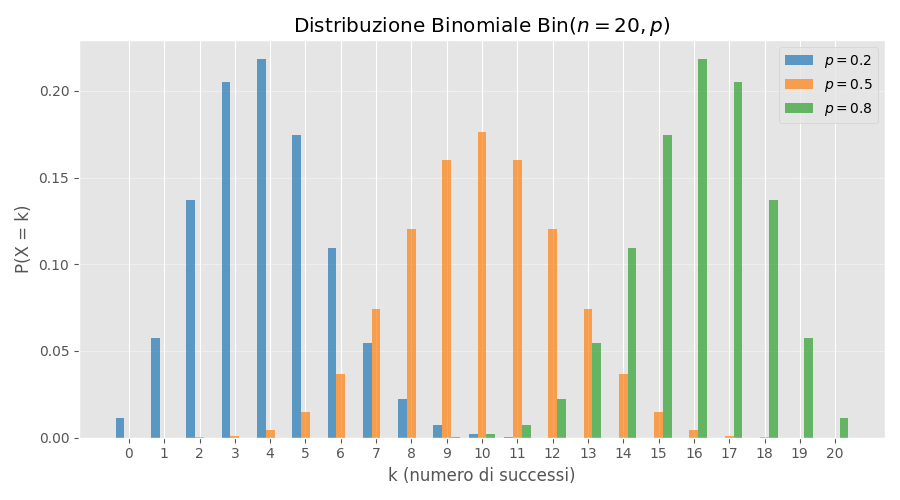 Distribuzione Binomiale Bin(n = 20, p)
p = 0.2
p = 0.5
p = 0.8
P(X = k)
0.20
0.15
0.10
0.05
0.00
0 1 2 3 4 5 6 7 8 9 10 11 12 13 14 15 16 17 18 19 20
k (numero di successi)